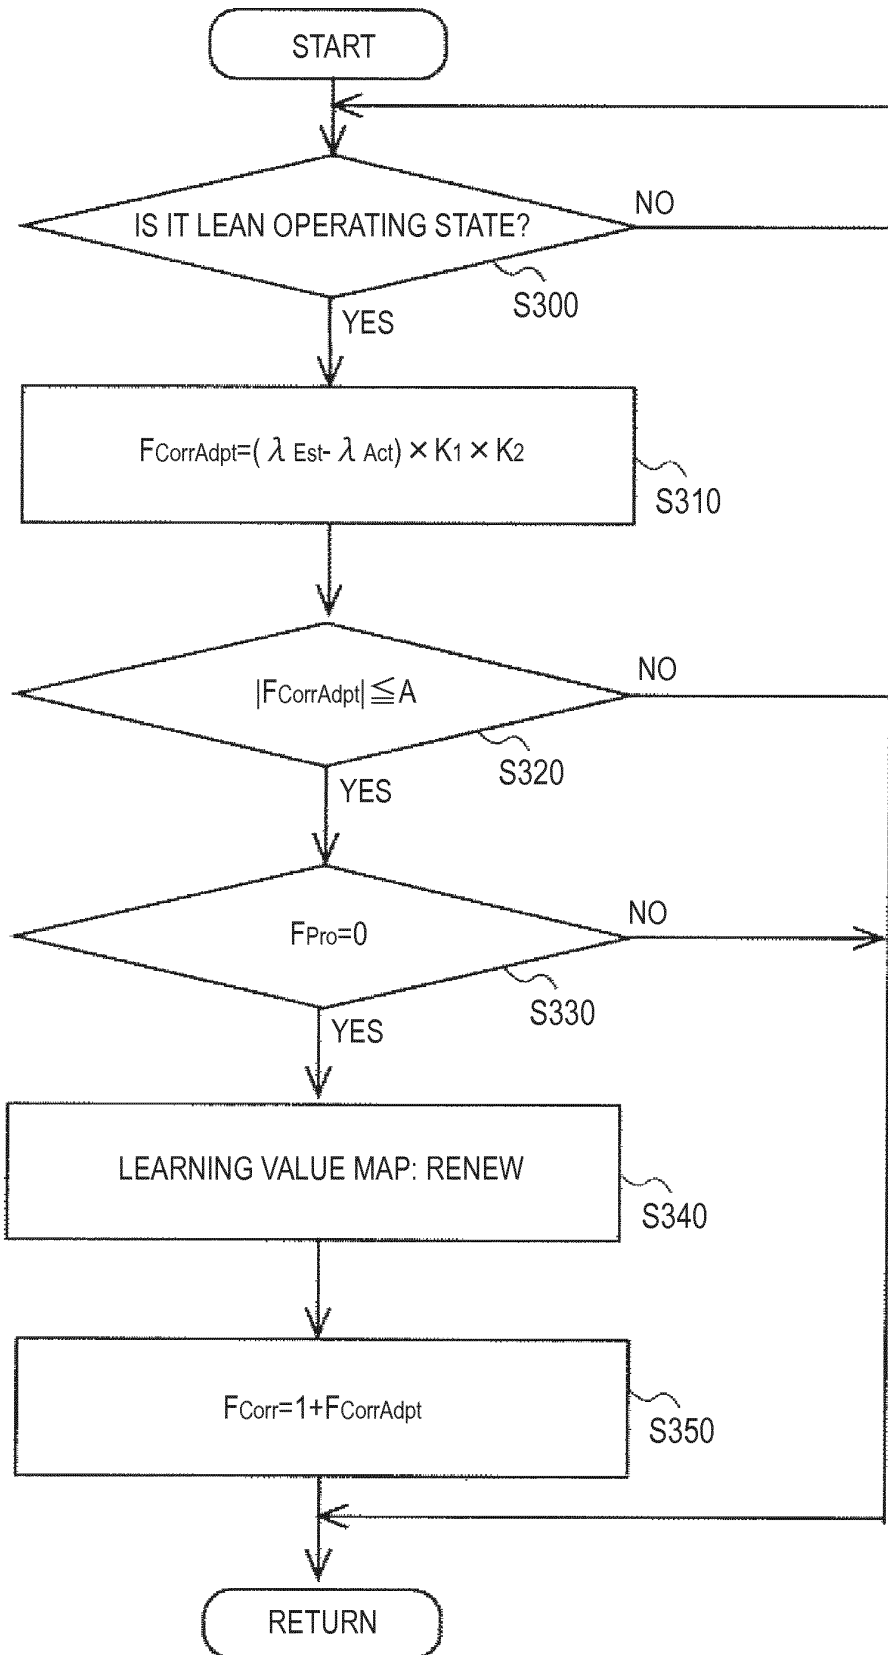 START
IS IT LEAN OPERATING STATE?
NO
S300
YES
FCorrAdpt=( λ Est- λ Act) × K1 × K2
S310
|FCorrAdpt| ≦ A
NO
S320
YES
FPro=0
NO
S330
YES
LEARNING VALUE MAP: RENEW
S340
FCorr=1+FCorrAdpt
S350
RETURN